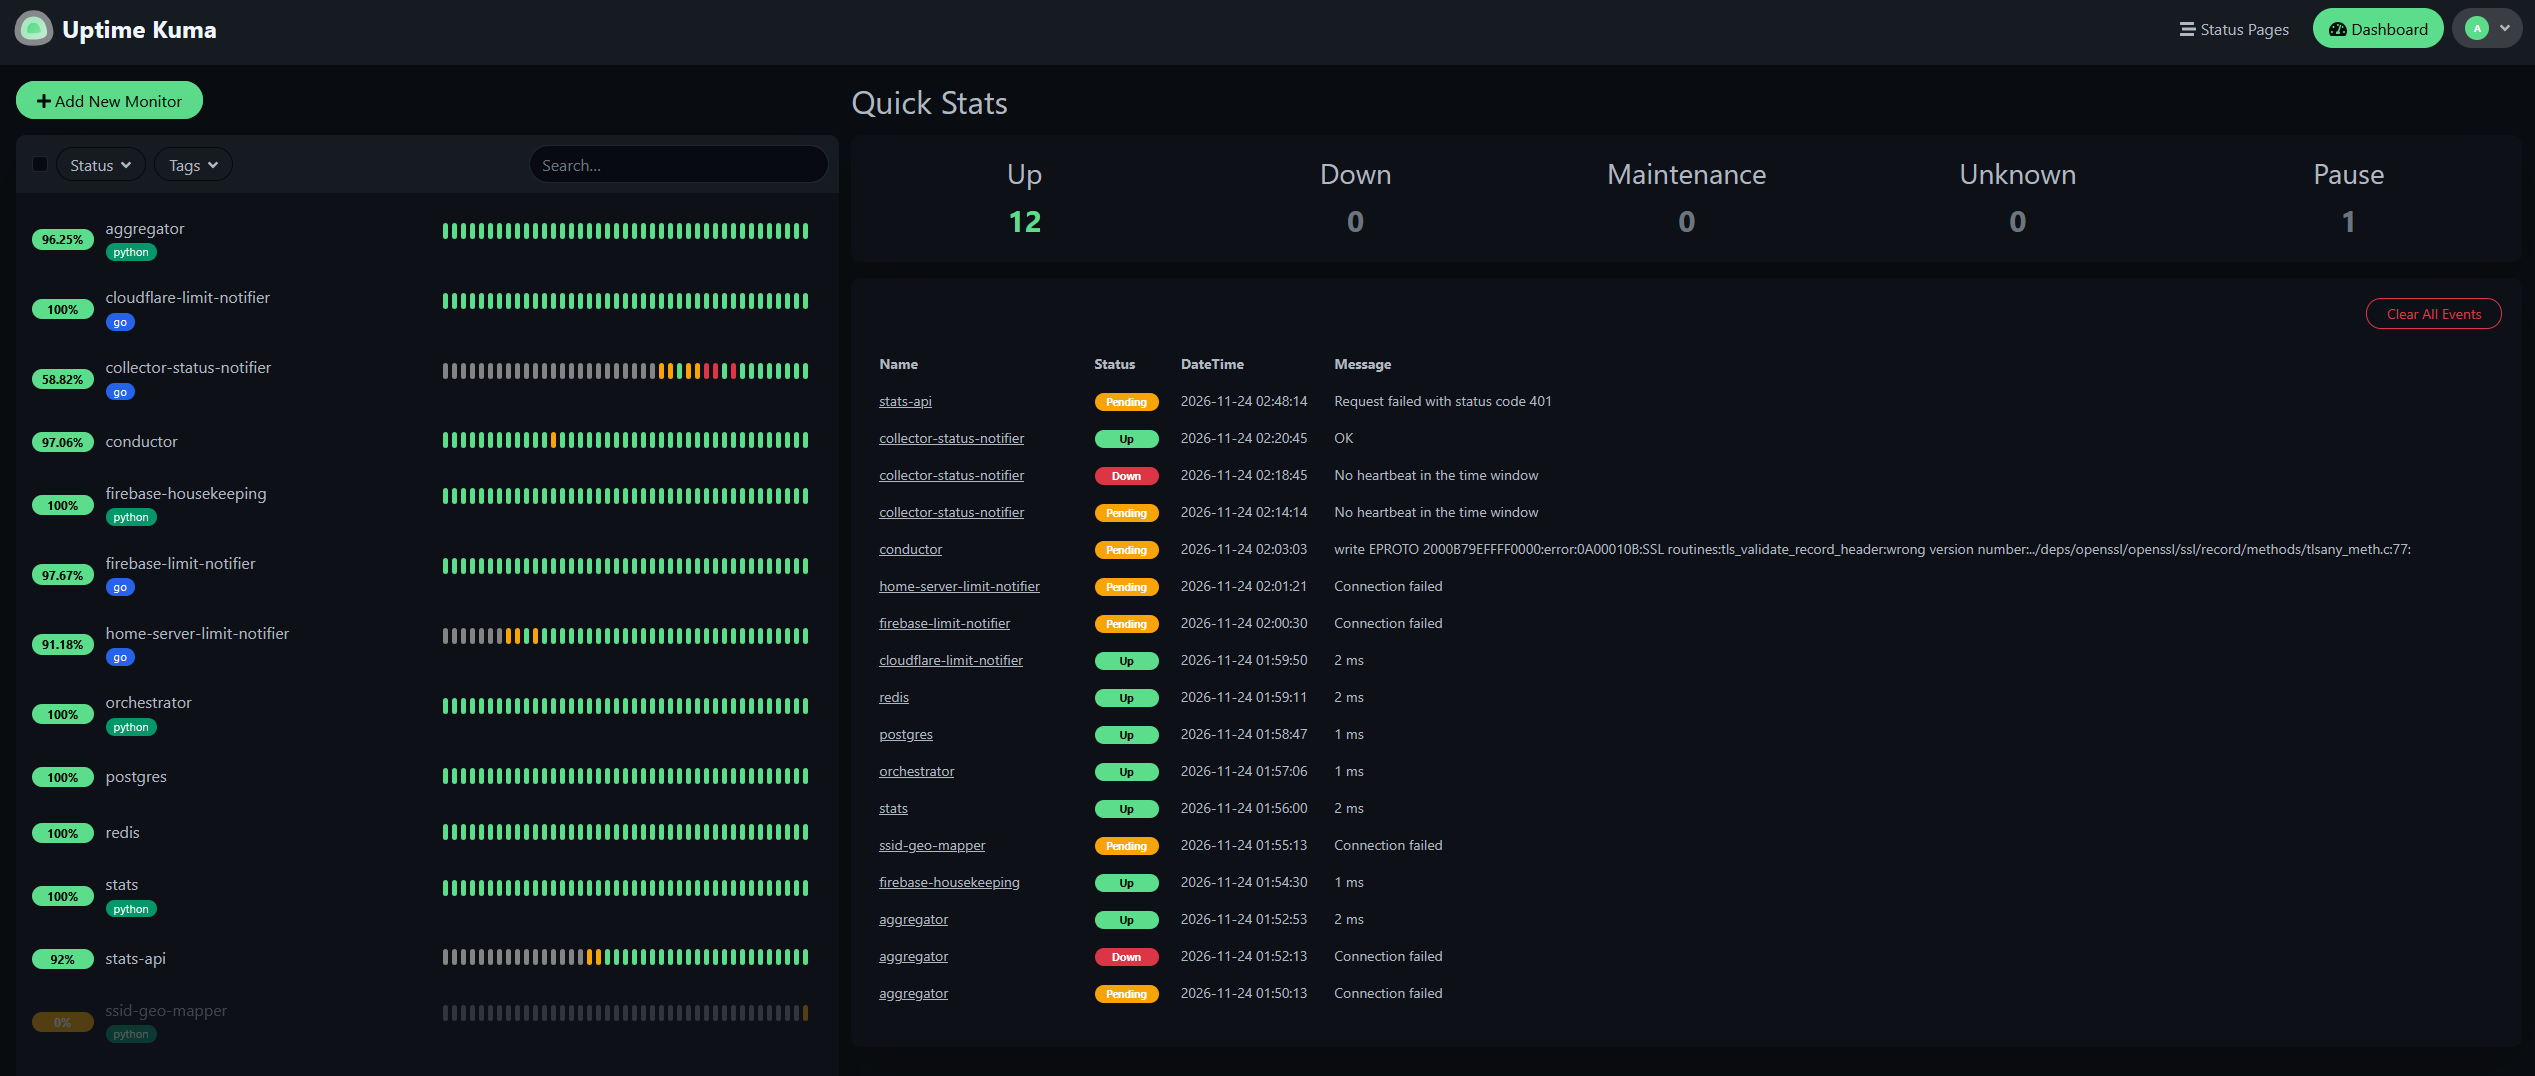 Uptime Kuma
Status Pages
Dashboard
A
Add New Monitor
Status
Tags
Search...
96.25%
aggregator
python
100%
cloudflare-limit-notifier
go
58.82%
collector-status-notifier
go
97.06%
conductor
100%
firebase-housekeeping
python
97.67%
firebase-limit-notifier
go
91.18%
home-server-limit-notifier
go
100%
orchestrator
python
100%
postgres
100%
redis
100%
stats
python
92%
stats-api
0%
ssid-geo-mapper
python
Quick Stats
Up Down Maintenance Unknown Pause
12 0 0 0 1
Clear All Events
Name Status DateTime Message
stats-api Pending 2026-11-24 02:48:14 Request failed with status code 401
collector-status-notifier Up 2026-11-24 02:20:45 OK
collector-status-notifier Down 2026-11-24 02:18:45 No heartbeat in the time window
collector-status-notifier Pending 2026-11-24 02:14:14 No heartbeat in the time window
conductor Pending 2026-11-24 02:03:03 write EPROTO 2000B79EFFFF0000:error:0A00010B:SSL routines:tls_validate_record_header:wrong version number:../deps/openssl/openssl/ssl/record/methods/tlsany_meth.c:77:
home-server-limit-notifier Pending 2026-11-24 02:01:21 Connection failed
firebase-limit-notifier Pending 2026-11-24 02:00:30 Connection failed
cloudflare-limit-notifier Up 2026-11-24 01:59:50 2 ms
redis Up 2026-11-24 01:59:11 2 ms
postgres Up 2026-11-24 01:58:47 1 ms
orchestrator Up 2026-11-24 01:57:06 1 ms
stats Up 2026-11-24 01:56:00 2 ms
ssid-geo-mapper Pending 2026-11-24 01:55:13 Connection failed
firebase-housekeeping Up 2026-11-24 01:54:30 1 ms
aggregator Up 2026-11-24 01:52:53 2 ms
aggregator Down 2026-11-24 01:52:13 Connection failed
aggregator Pending 2026-11-24 01:50:13 Connection failed